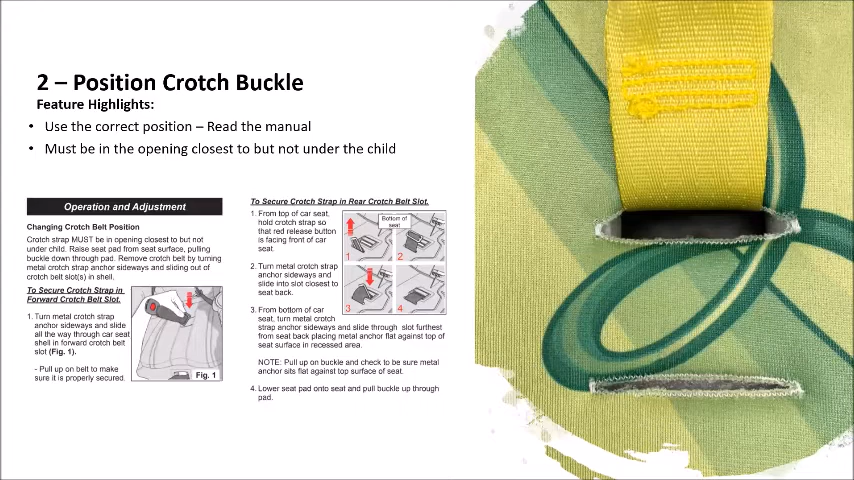 2 – Position Crotch Buckle
Feature Highlights:
• Use the correct position – Read the manual
• Must be in the opening closest to but not under the child
Operation and Adjustment
Changing Crotch Belt Position
Crotch strap MUST be in opening closest to but not
under child. Raise seat pad from seat surface, pulling
buckle down through pad. Remove crotch belt by turning
metal crotch strap anchor sideways and sliding out of
crotch belt slot(s) in shell.
To Secure Crotch Strap in
Forward Crotch Belt Slot.
1. Turn metal crotch strap
anchor sideways and slide
all the way through car seat
shell in forward crotch belt
slot (Fig. 1).
- Pull up on belt to make
sure it is properly secured.
Fig. 1
To Secure Crotch Strap in Rear Crotch Belt Slot.
1. From top of car seat,
hold crotch strap so
that red release button
is facing front of car
seat.
2. Turn metal crotch strap
anchor sideways and
slide into slot closest to
seat back.
3. From bottom of car
seat, turn metal crotch
strap anchor sideways and slide through slot furthest
from seat back placing metal anchor flat against top of
seat surface in recessed area.
NOTE: Pull up on buckle and check to be sure metal
anchor sits flat against top surface of seat.
4. Lower seat pad onto seat and pull buckle up through
pad.
Bottom of
seat
1
2
3
4